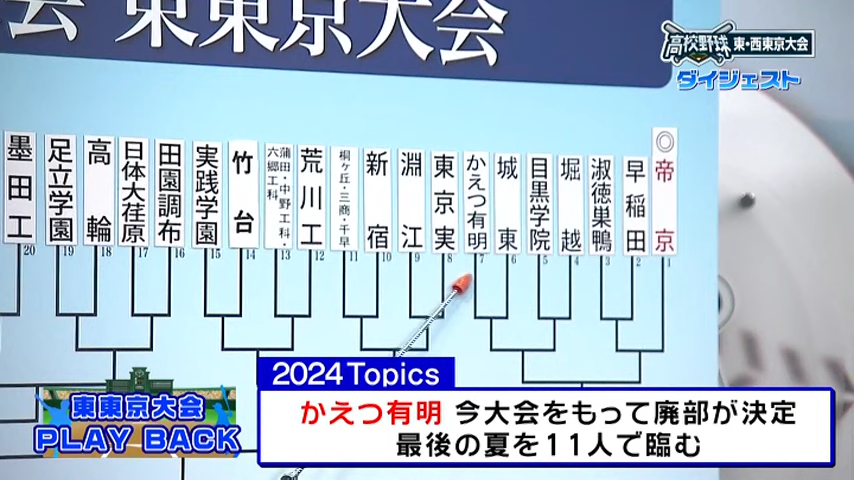 会 東東京大会
高校野球 東・西東京大会
ダイジェスト
◎帝京
早稲田
淑徳巣鴨
堀越
目黒学院
城東
かえつ有明
東京実
淵江
新宿
桐ヶ丘・三商・千早
荒川工
蒲田・中野工科・六郷工科
竹台
実践学園
田園調布
日体大荏原
高輪
足立学園
墨田工
1
2
3
4
5
6
7
8
9
10
11
12
13
14
15
16
17
18
19
20
2024 Topics
かえつ有明 今大会をもって廃部が決定
最後の夏を11人で臨む
東東京大会
PLAY BACK